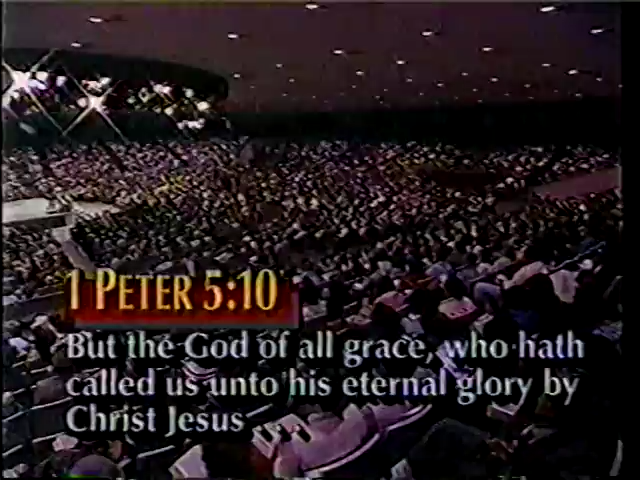 1 PETER 5:10
But the God of all grace, who hath
called us unto his eternal glory by
Christ Jesus . . . .